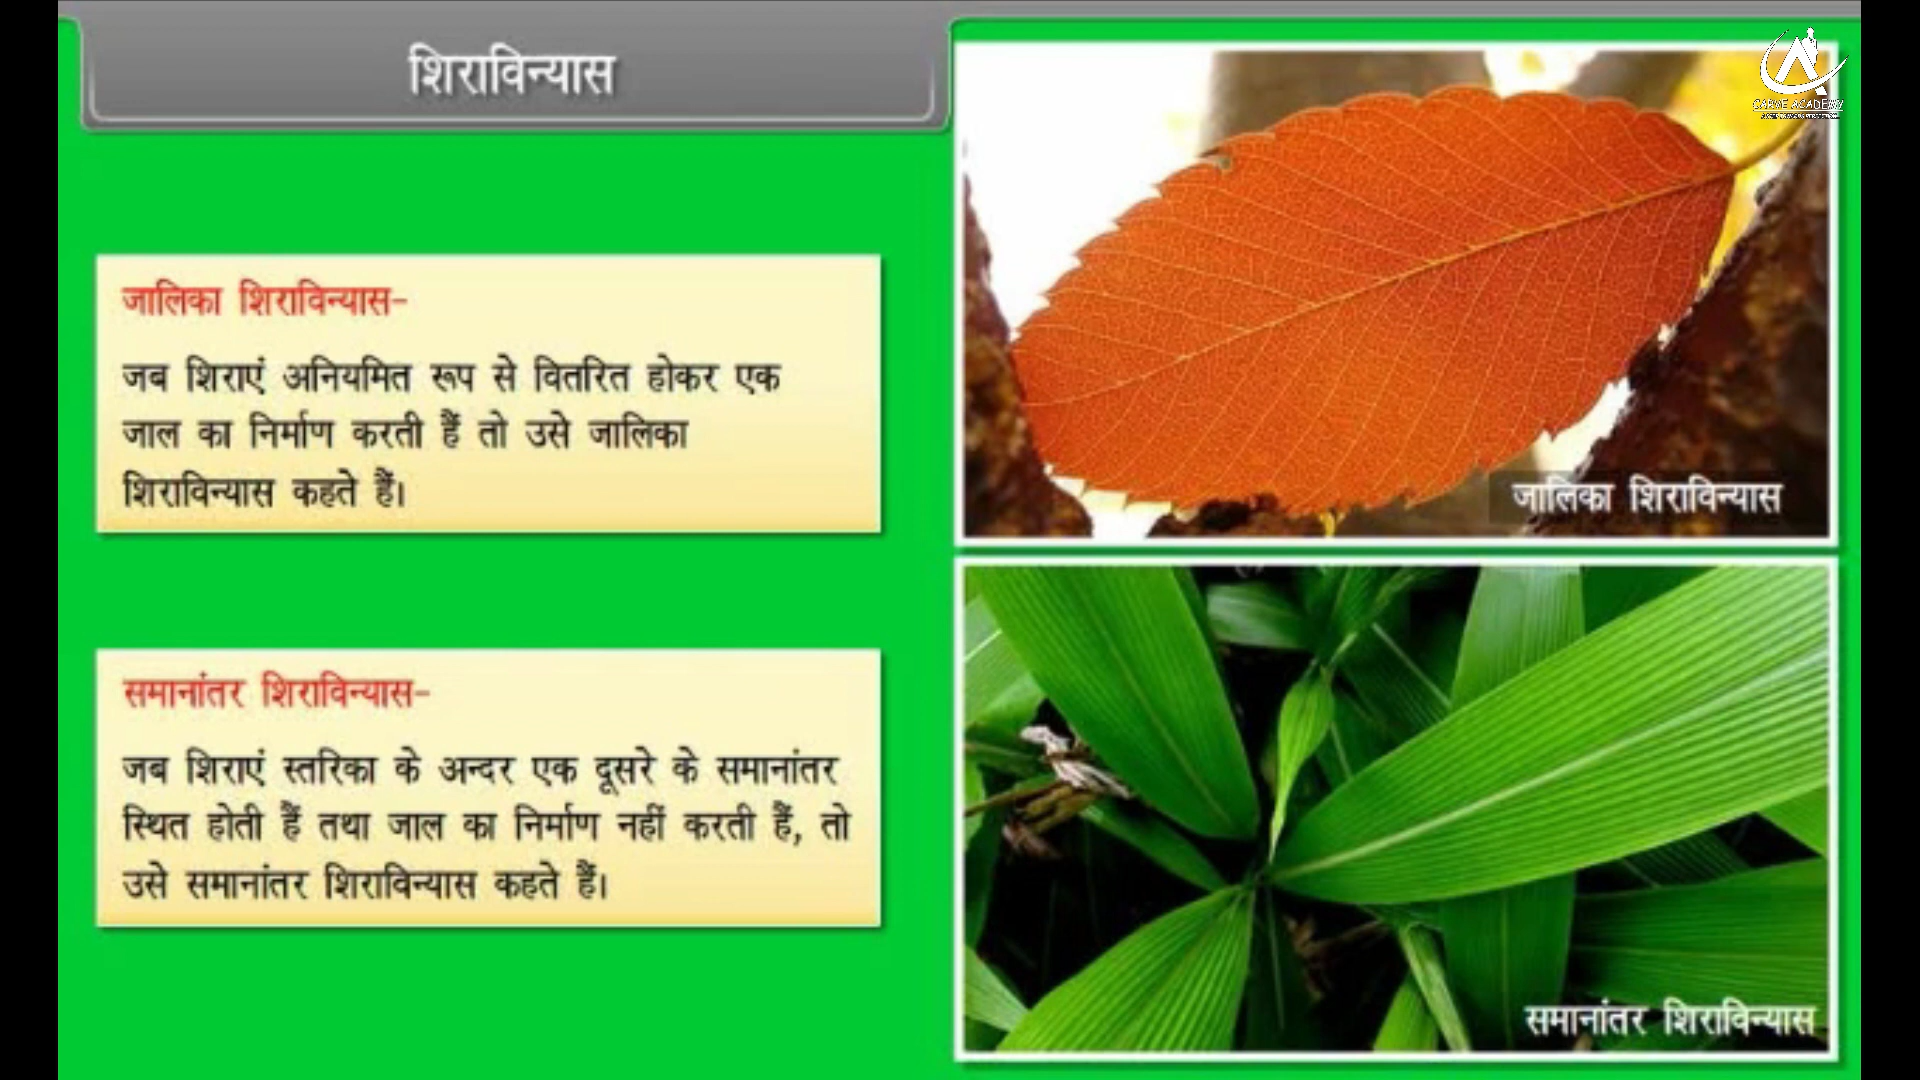 शिराविन्यास
जालिका शिराविन्यास-
जब शिराएं अनियमित रूप से वितरित होकर एक
जाल का निर्माण करती हैं तो उसे जालिका
शिराविन्यास कहते हैं।
जालिका शिराविन्यास
समानांतर शिराविन्यास-
जब शिराएं स्तरिका के अन्दर एक दूसरे के समानांतर
स्थित होती हैं तथा जाल का निर्माण नहीं करती हैं, तो
उसे समानांतर शिराविन्यास कहते हैं।
समानांतर शिराविन्यास
ACADEMY